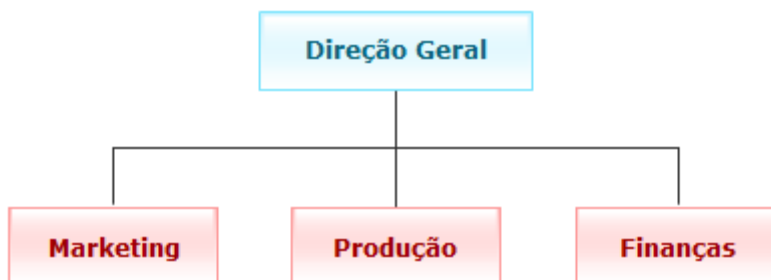 Direção Geral
Marketing
Produção
Finanças